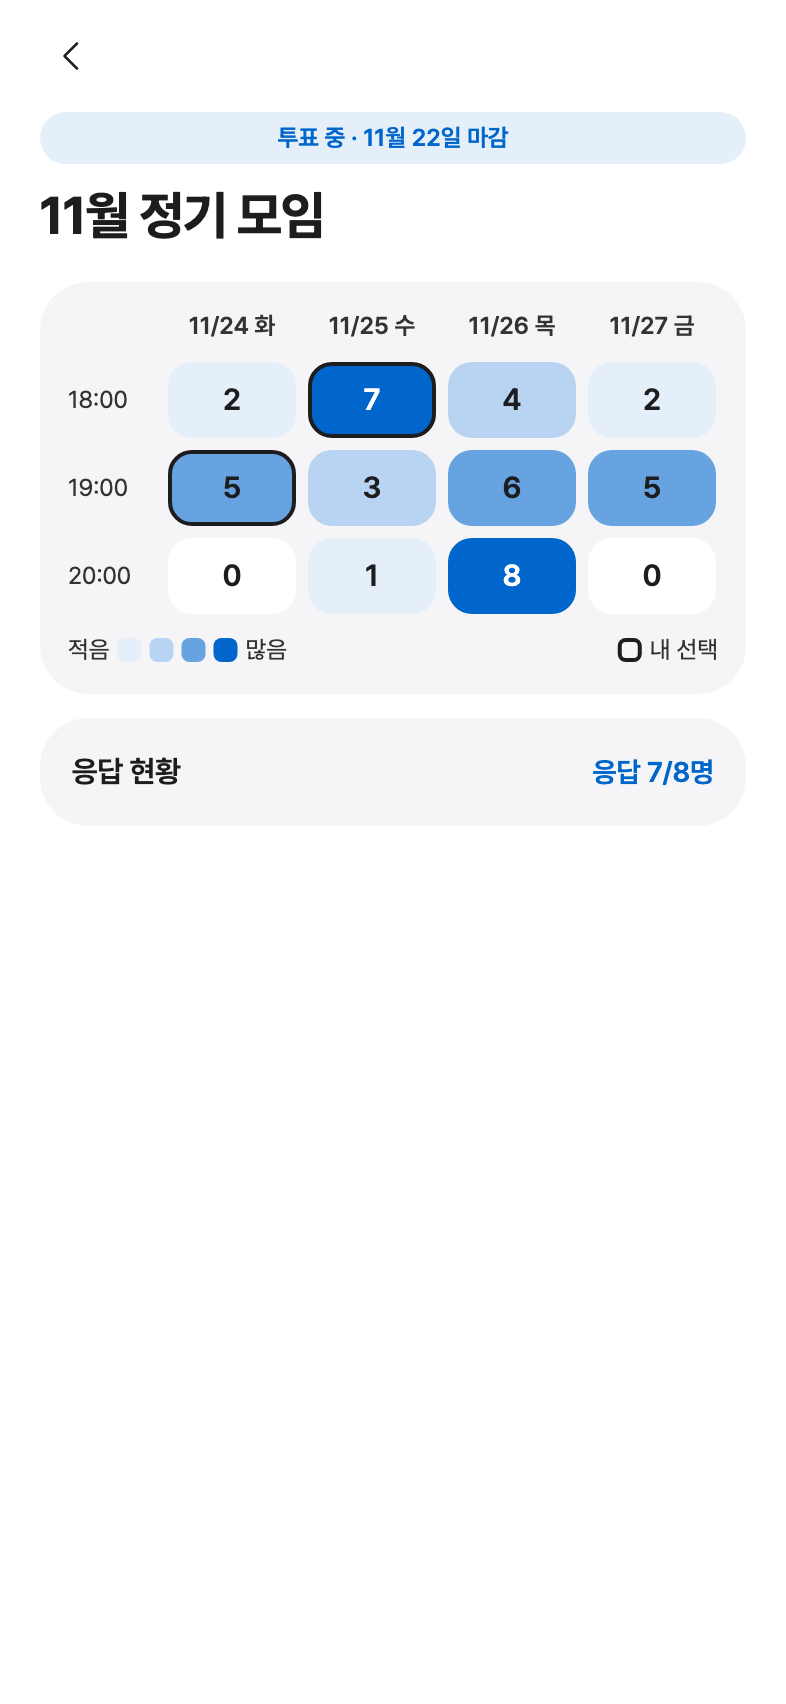 투표 중 · 11월 22일 마감
11월 정기 모임
11/24 화 11/25 수 11/26 목 11/27 금
18:00 2 7 4 2
19:00 5 3 6 5
20:00 0 1 8 0
적음 많음 내 선택
응답 현황 응답 7/8명